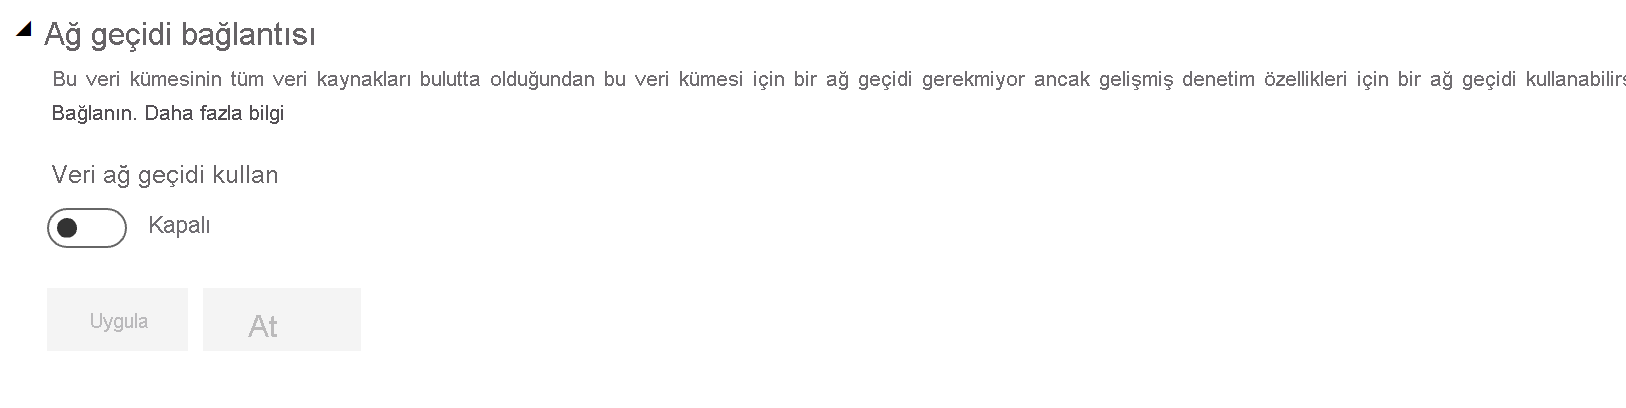 Ağ geçidi bağlantısı
Bu veri kümesinin tüm veri kaynakları bulutta olduğundan bu veri kümesi için bir ağ geçidi gerekmiyor ancak gelişmiş denetim özellikleri için bir ağ geçidi kullanabilirs
Bağlanın. Daha fazla bilgi
Veri ağ geçidi kullan
Kapalı
Uygula At